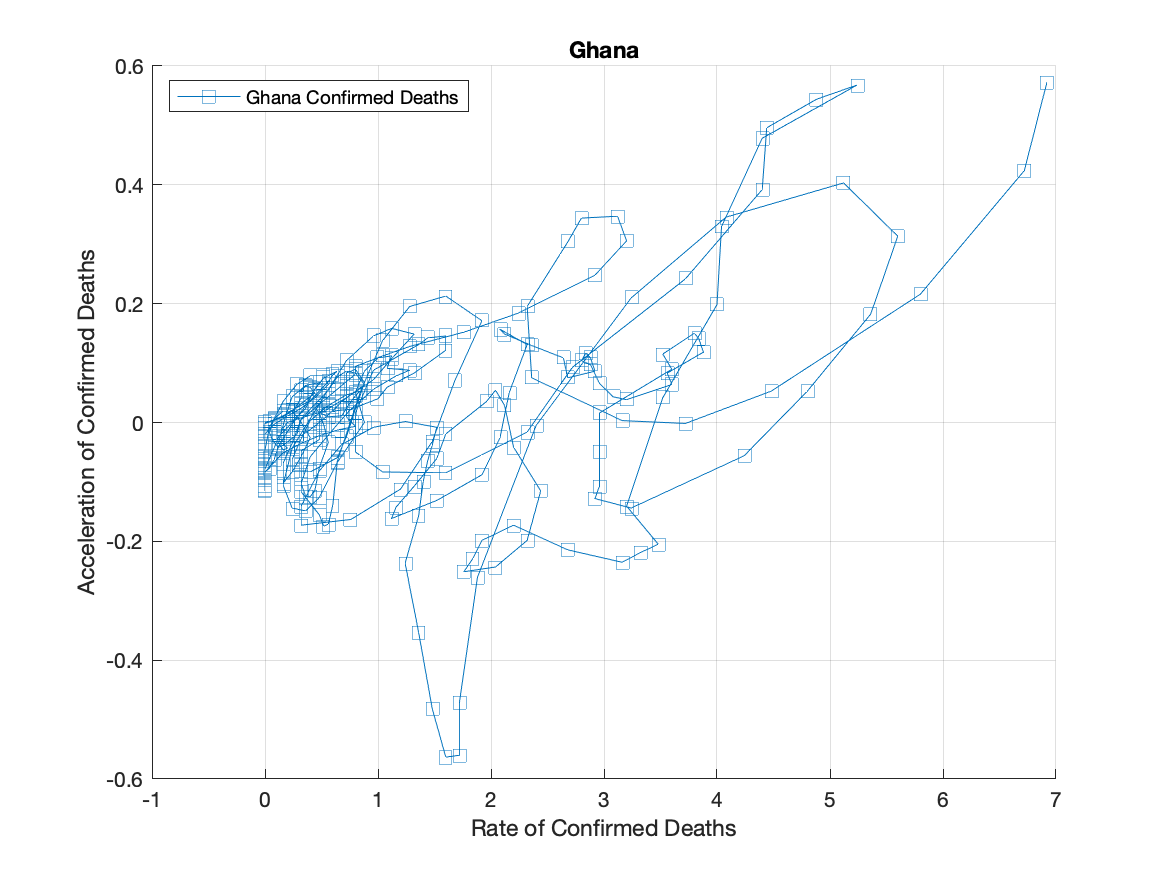 Ghana
Ghana Confirmed Deaths
0.6
0.4
0.2
0
-0.2
-0.4
-0.6
Acceleration of Confirmed Deaths
-1 0 1 2 3 4 5 6 7
Rate of Confirmed Deaths